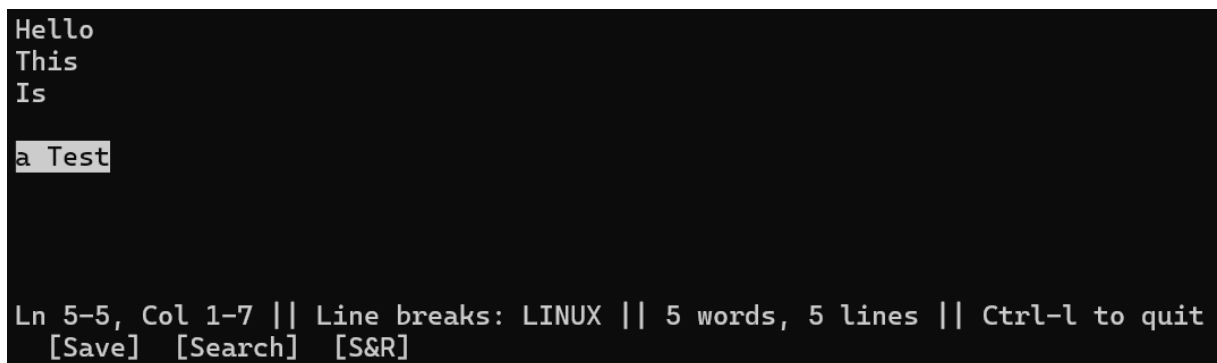 Hello
This
Is
a Test
Ln 5-5, Col 1-7 || Line breaks: LINUX || 5 words, 5 lines || Ctrl-l to quit
[Save] [Search] [S&R]